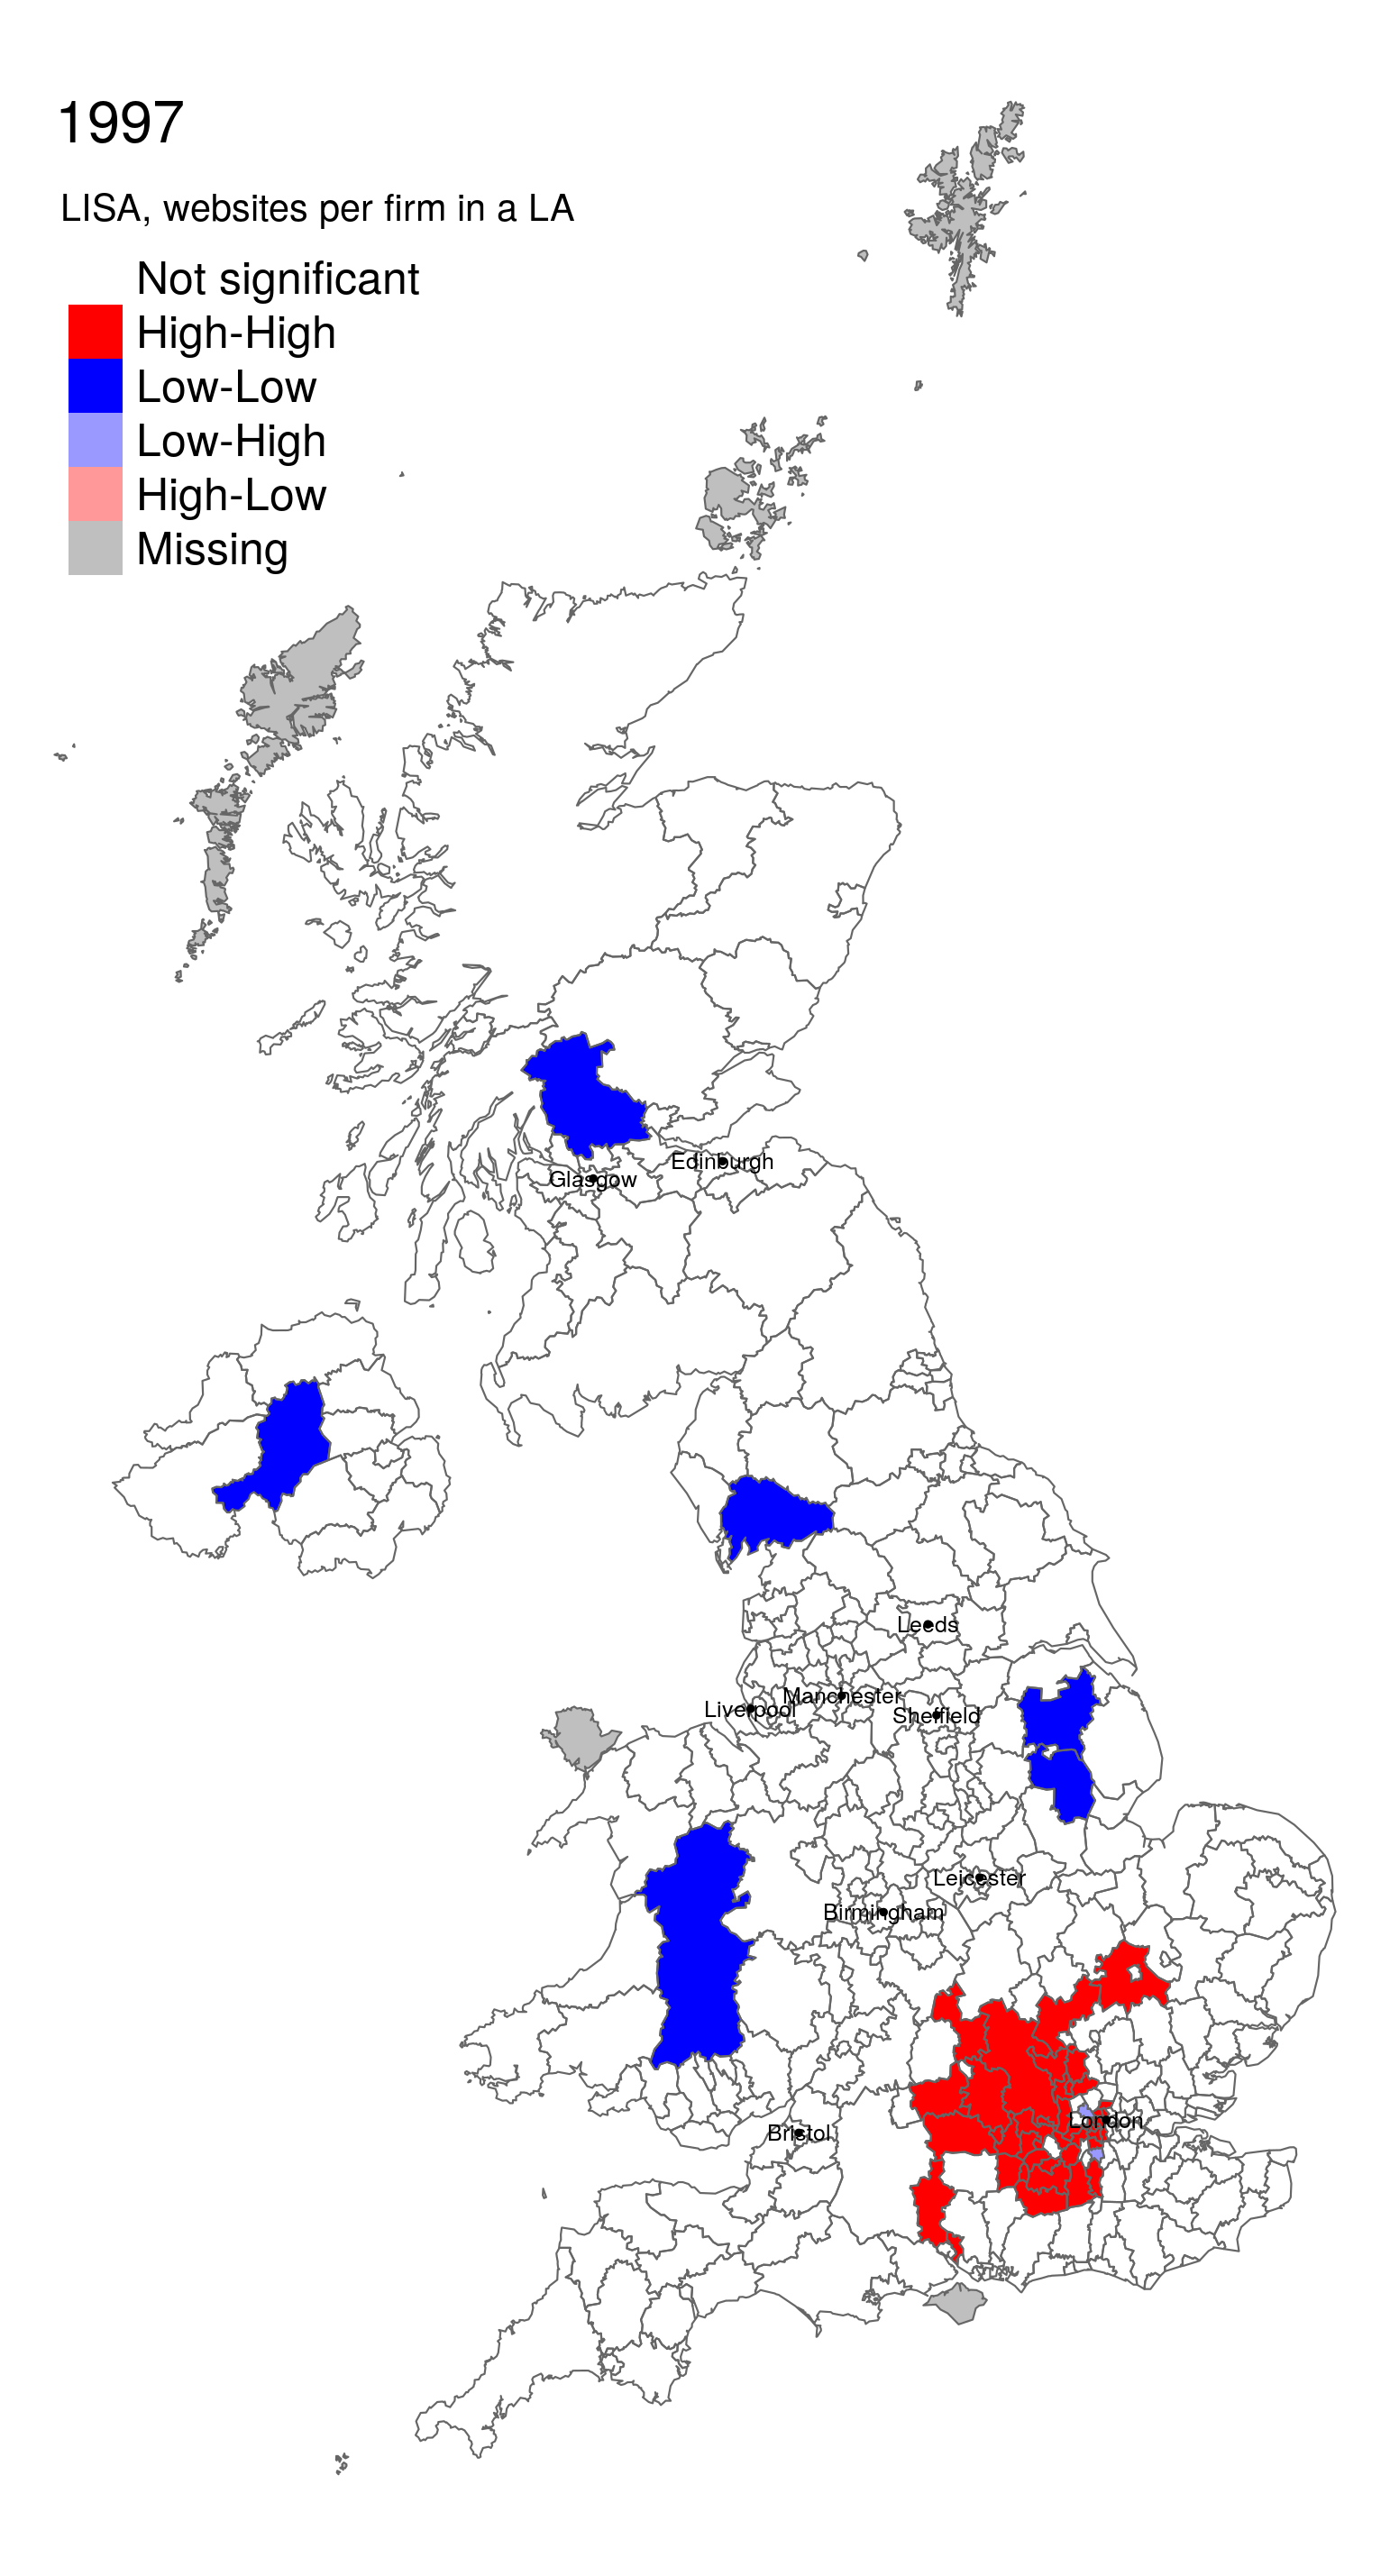 1997
LISA, websites per firm in a LA
Not significant
High-High
Low-Low
Low-High
High-Low
Missing
Edinburgh
Glasgow
Leeds
Manchester
Liverpool
Sheffield
Leicester
Birmingham
London
Bristol